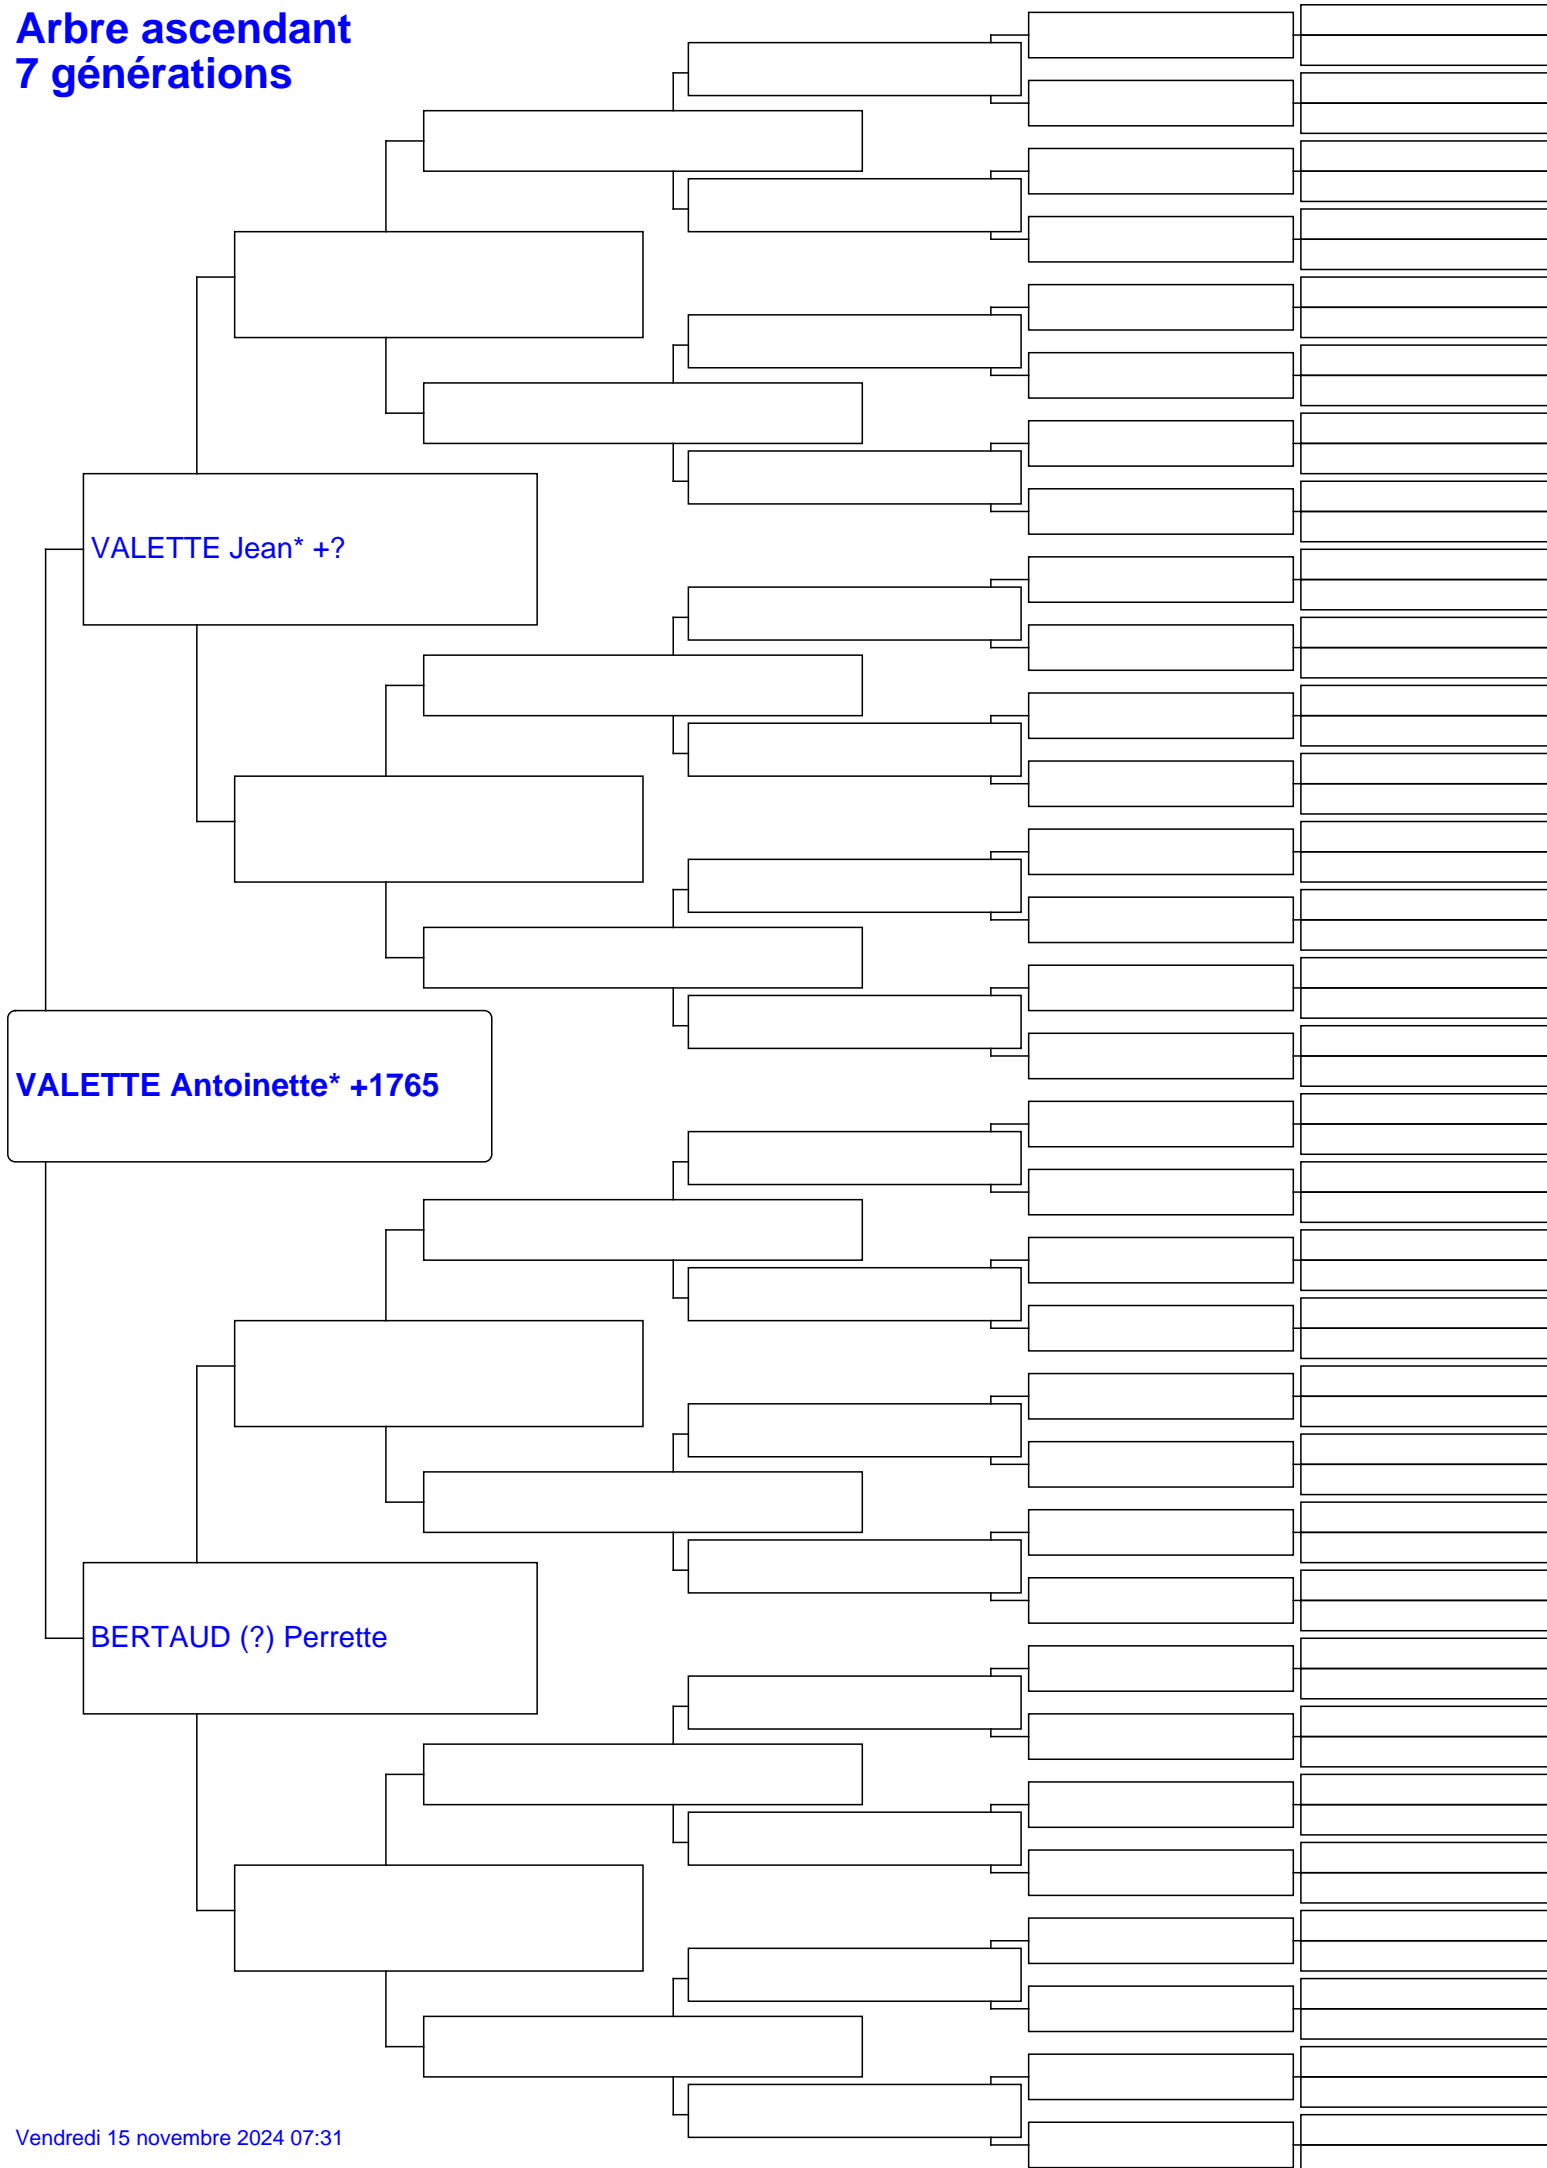 Arbre ascendant
7 générations
VALETTE Jean* +?
VALETTE Antoinette* +1765
BERTAUD (?) Perrette
Vendredi 15 novembre 2024 07:31